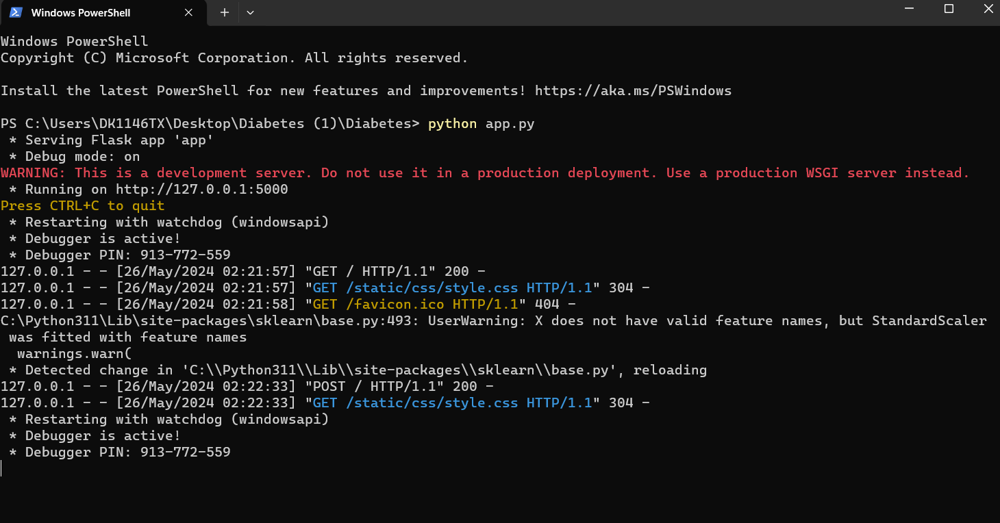 Windows PowerShell
Windows PowerShell
Copyright (C) Microsoft Corporation. All rights reserved.
Install the latest PowerShell for new features and improvements! https://aka.ms/PSWindows
PS C:\Users\DK1146TX\Desktop\Diabetes (1)\Diabetes> python app.py
 * Serving Flask app 'app'
 * Debug mode: on
WARNING: This is a development server. Do not use it in a production deployment. Use a production WSGI server instead.
 * Running on http://127.0.0.1:5000
Press CTRL+C to quit
 * Restarting with watchdog (windowsapi)
 * Debugger is active!
 * Debugger PIN: 913-772-559
127.0.0.1 - - [26/May/2024 02:21:57] "GET / HTTP/1.1" 200 -
127.0.0.1 - - [26/May/2024 02:21:57] "GET /static/css/style.css HTTP/1.1" 304 -
127.0.0.1 - - [26/May/2024 02:21:58] "GET /favicon.ico HTTP/1.1" 404 -
C:\Python311\Lib\site-packages\sklearn\base.py:493: UserWarning: X does not have valid feature names, but StandardScaler
 was fitted with feature names
  warnings.warn(
 * Detected change in 'C:\\Python311\\Lib\\site-packages\\sklearn\\base.py', reloading
127.0.0.1 - - [26/May/2024 02:22:33] "POST / HTTP/1.1" 200 -
127.0.0.1 - - [26/May/2024 02:22:33] "GET /static/css/style.css HTTP/1.1" 304 -
 * Restarting with watchdog (windowsapi)
 * Debugger is active!
 * Debugger PIN: 913-772-559